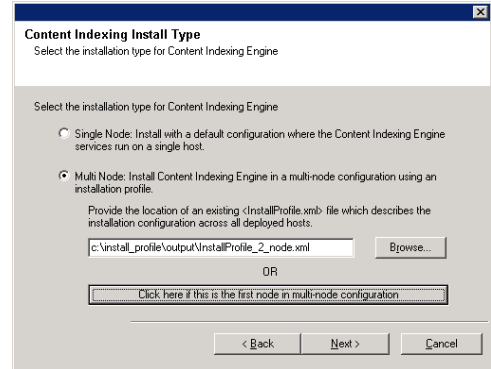 Content Indexing Install Type
Select the installation type for Content Indexing Engine
Select the installation type for Content Indexing Engine
Single Node: Install with a default configuration where the Content Indexing Engine
services run on a single host.
Multi Node: Install Content Indexing Engine in a multi-node configuration using an
installation profile.
Provide the location of an existing <InstallProfile.xml> file which describes the
installation configuration across all deployed hosts.
c:\install_profile\output\InstallProfile_2_node.xml
Browse...
OR
Click here if this is the first node in multi-node configuration
< Back
Next >
Cancel